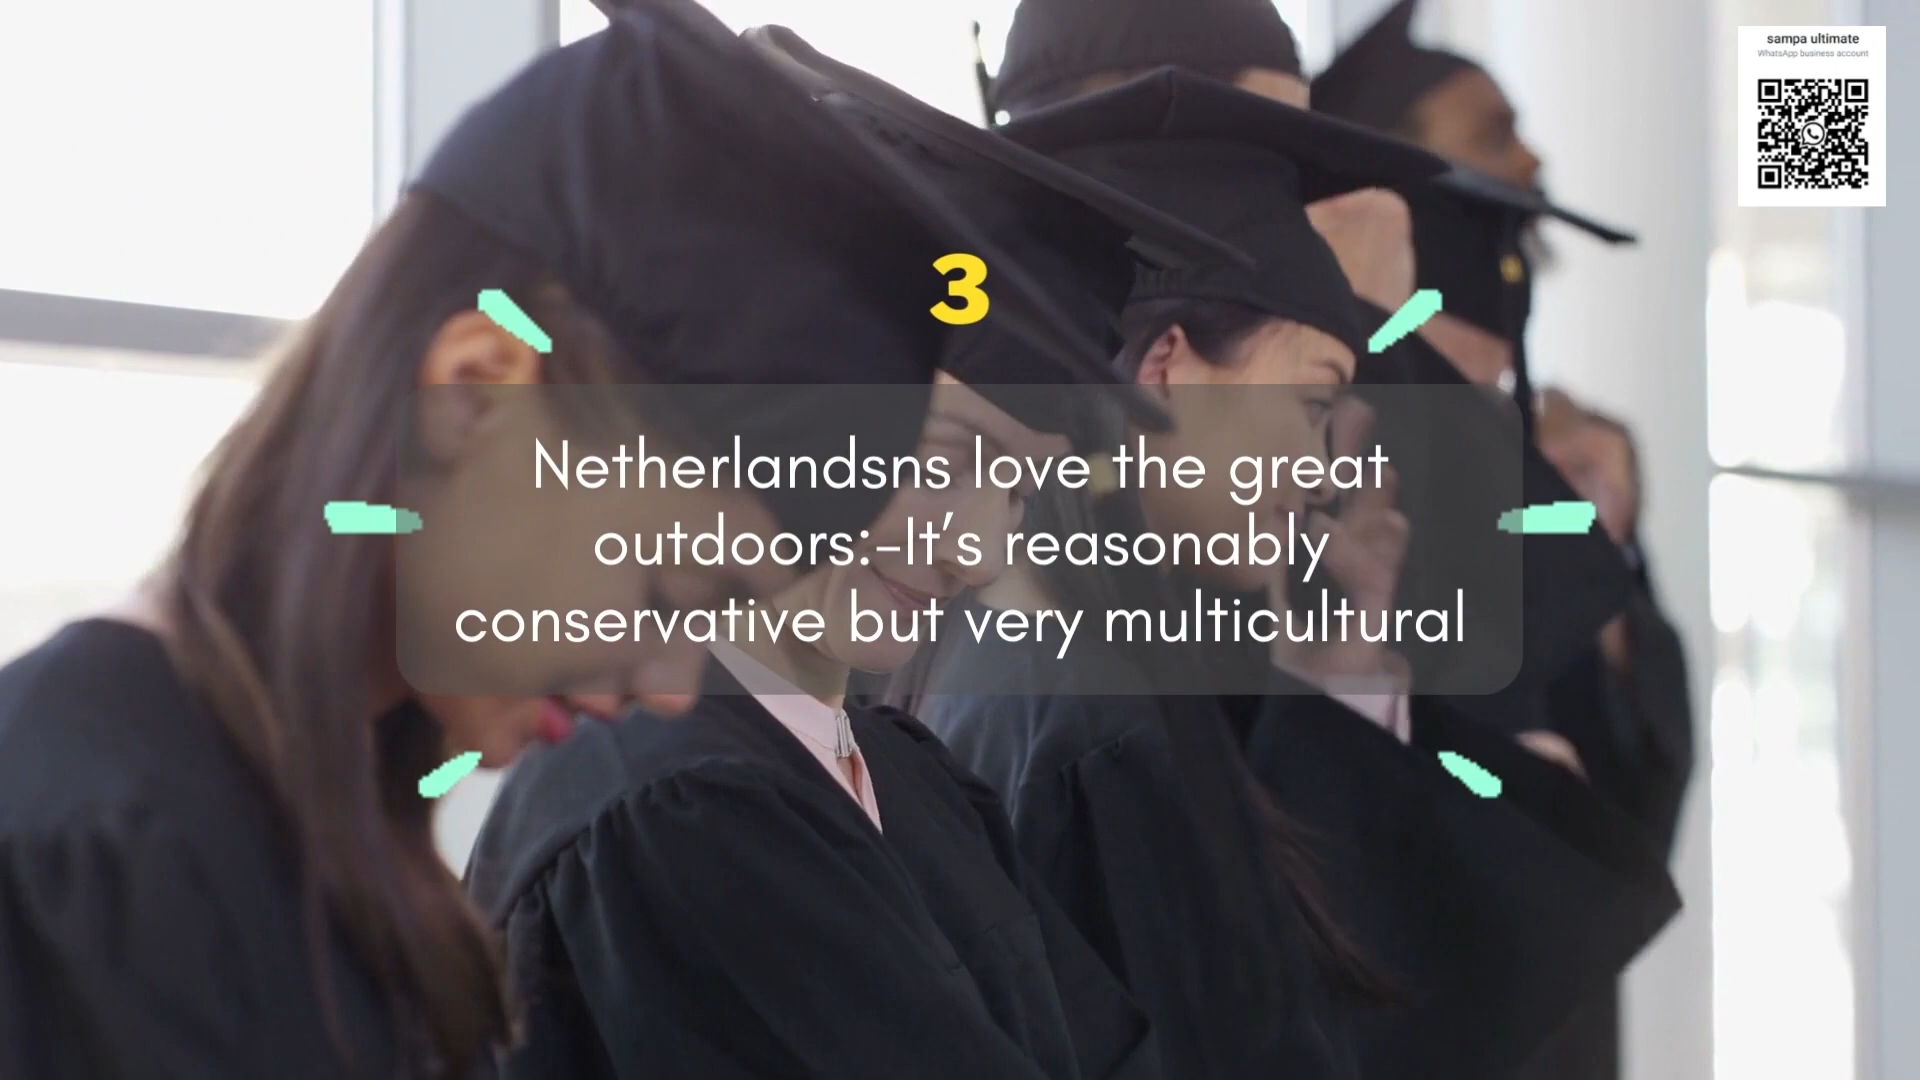 sampa ultimate
WhatsApp business account
3
Netherlandsns love the great
outdoors:-It’s reasonably
conservative but very multicultural